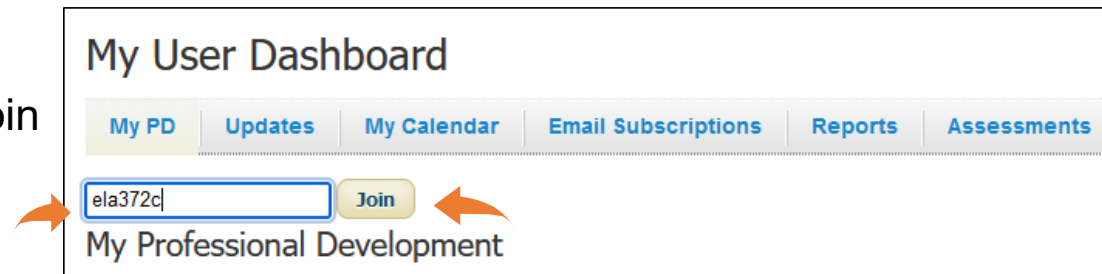 My User Dashboard
My PD Updates My Calendar Email Subscriptions Reports Assessments
ela372c Join
My Professional Development